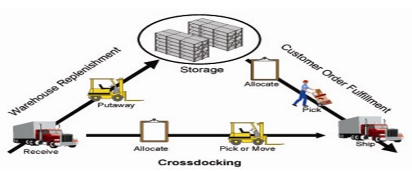 Warehouse Replenishment
Customer Order Fulfillment
Storage
Putaway
Allocate
Pick
Receive
Allocate
Pick or Move
Ship
Crossdocking